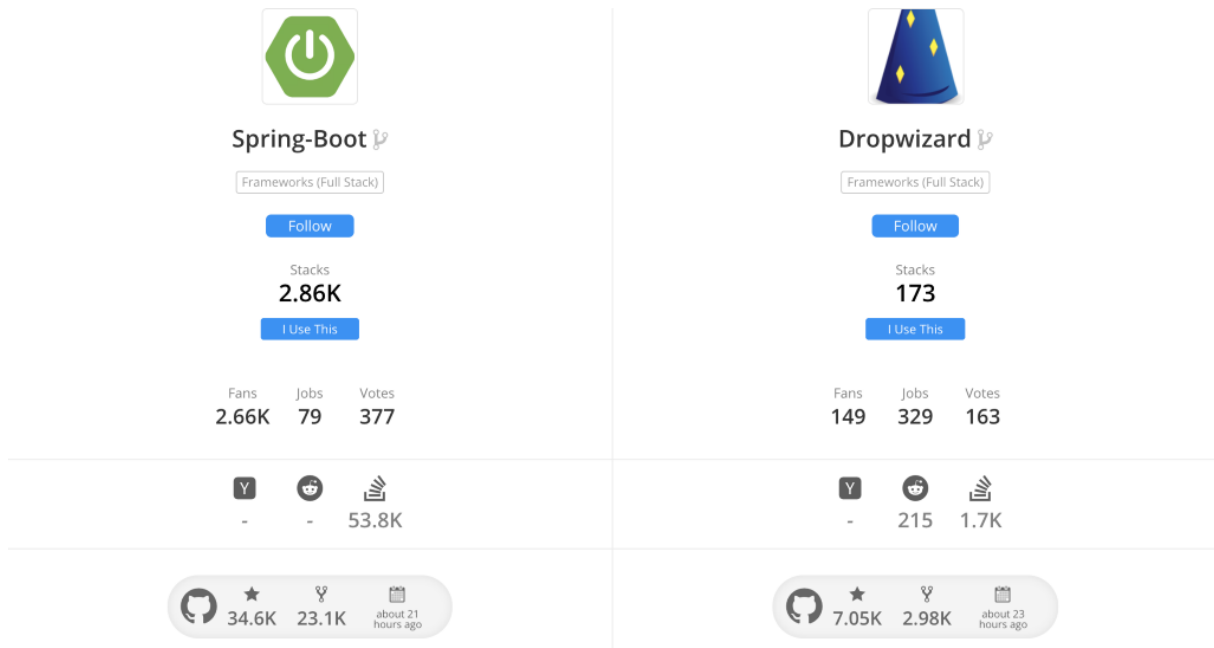 Spring-Boot
Frameworks (Full Stack)
Follow
Stacks
2.86K
I Use This
Fans Jobs Votes
2.66K 79 377
Y
- - 53.8K
34.6K 23.1K about 21
hours ago
Dropwizard
Frameworks (Full Stack)
Follow
Stacks
173
I Use This
Fans Jobs Votes
149 329 163
Y
- 215 1.7K
7.05K 2.98K about 23
hours ago